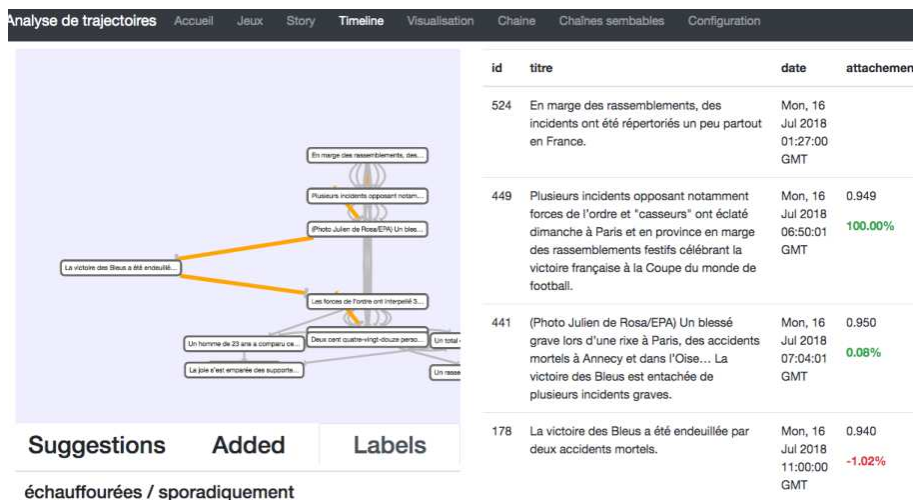 Analyse de trajectoires Accueil Jeux Story Timeline Visualisation Chaine Chaînes sembables Configuration
En marge des rassemblements, des...
Plusieurs incidents opposant notam...
(Photo Julien de Rosa/EPA) Un bles...
La victoire des Bleus a été endeuillé...
Les forces de l'ordre ont interpellé 3...
Un homme de 23 ans a comparu ce...
Deux cent quatre-vingt-douze perso...
Un total
La joie s'est emparée des supporte...
Un rasse
Suggestions Added Labels
échauffourées / sporadiquement
id titre date attachemen
524 En marge des rassemblements, des Mon, 16
incidents ont été répertoriés un peu partout Jul 2018
en France. 01:27:00
GMT
449 Plusieurs incidents opposant notamment Mon, 16 0.949
forces de l'ordre et "casseurs" ont éclaté Jul 2018
dimanche à Paris et en province en marge 06:50:01 100.00%
des rassemblements festifs célébrant la GMT
victoire française à la Coupe du monde de
football.
441 (Photo Julien de Rosa/EPA) Un blessé Mon, 16 0.950
grave lors d'une rixe à Paris, des accidents Jul 2018
mortels à Annecy et dans l'Oise... La 07:04:01 0.08%
victoire des Bleus est entachée de GMT
plusieurs incidents graves.
178 La victoire des Bleus a été endeuillée par Mon, 16 0.940
deux accidents mortels. Jul 2018
11:00:00 -1.02%
GMT